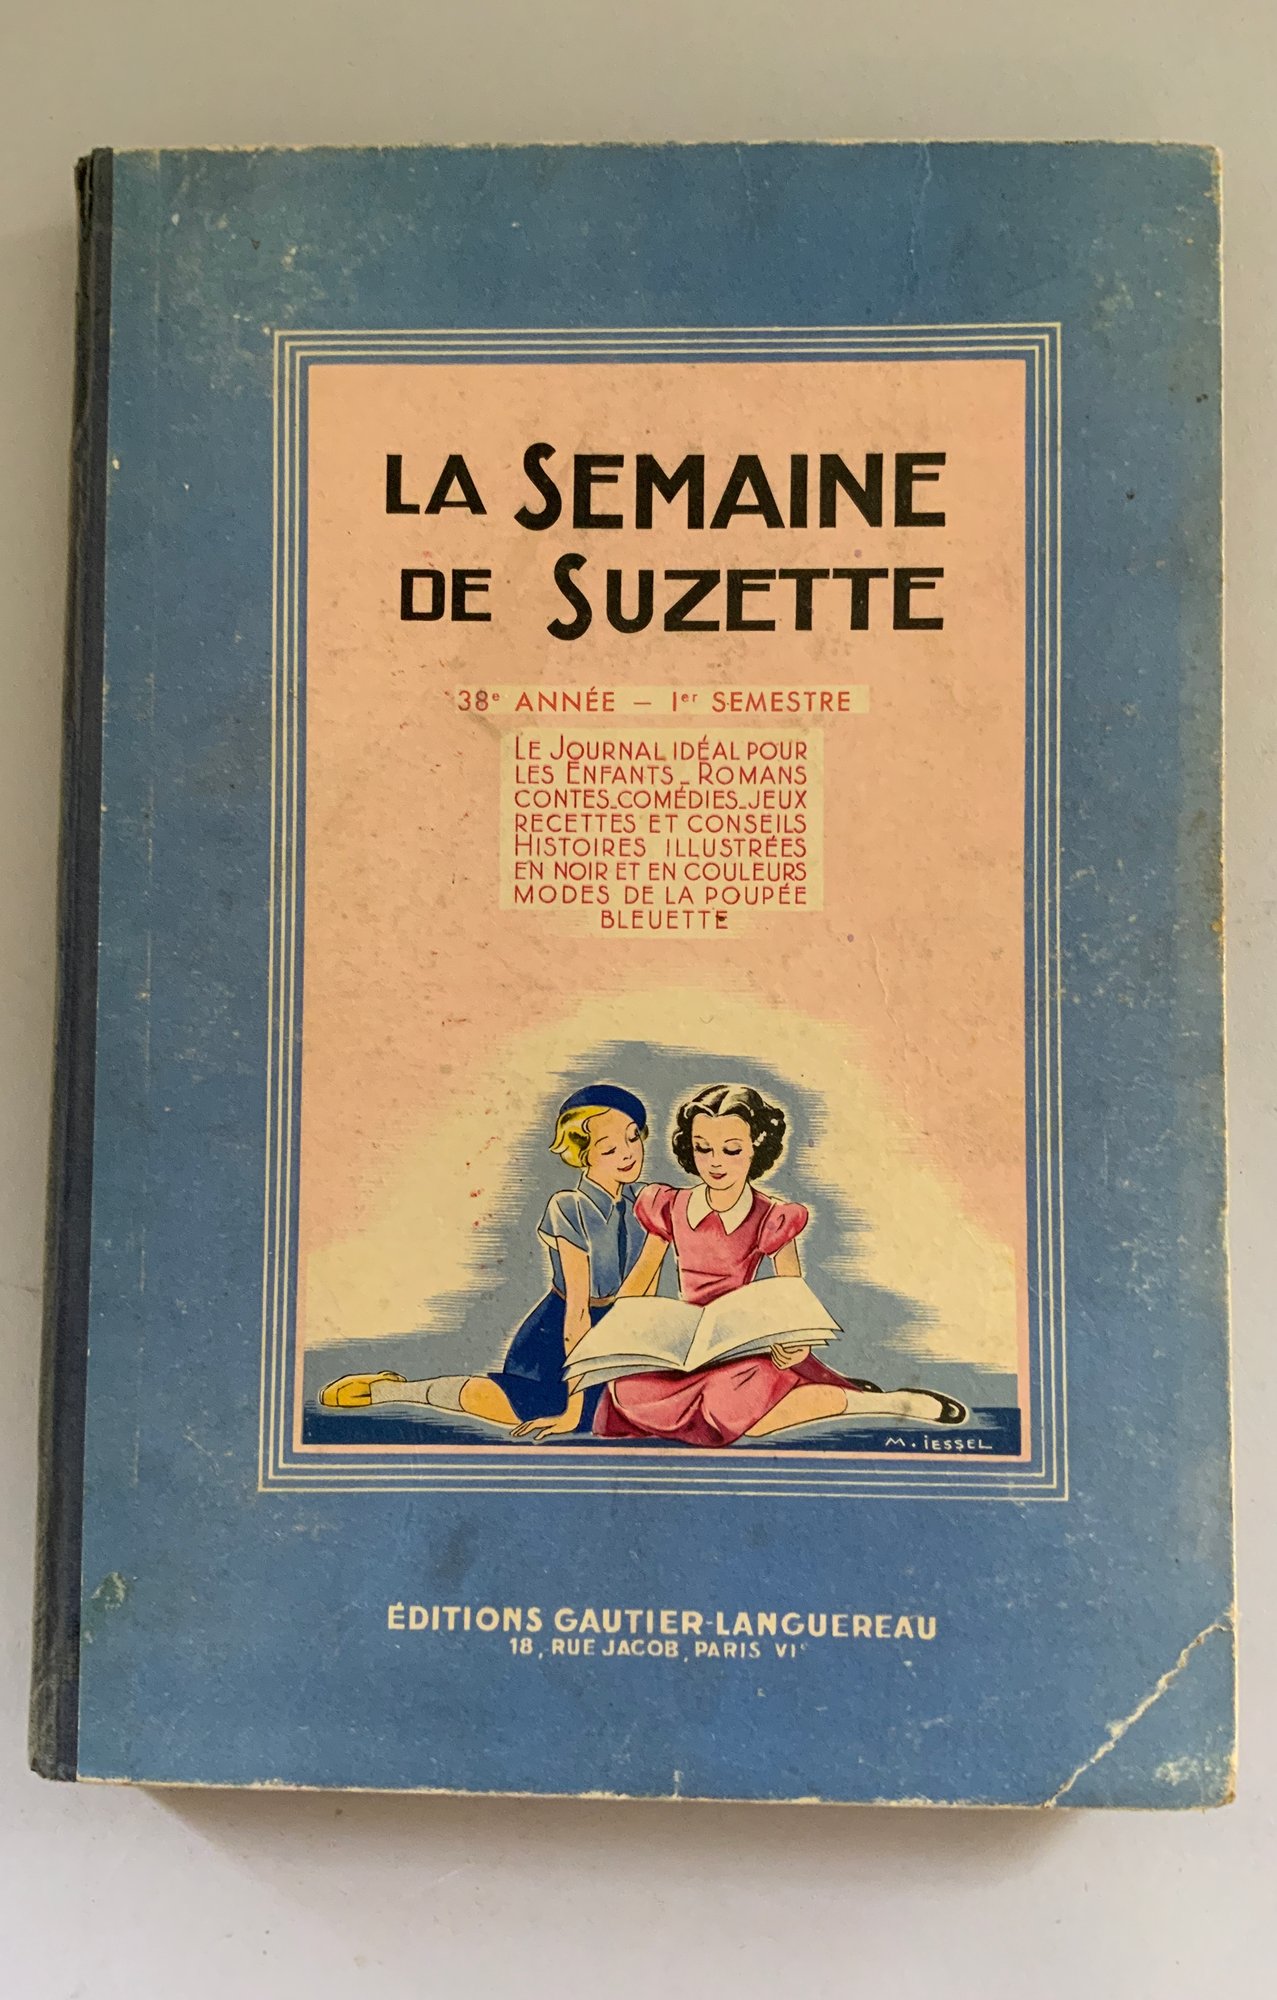 LA SEMAINE
DE SUZETTE
38e ANNÉE – 1er SEMESTRE
LE JOURNAL IDÉAL POUR
LES ENFANTS_ROMANS
CONTES_COMÉDIES_JEUX
RECETTES ET CONSEILS
HISTOIRES ILLUSTRÉES
EN NOIR ET EN COULEURS
MODES DE LA POUPÉE
BLEUETTE
M. iESSEL
ÉDITIONS GAUTIER-LANGUEREAU
18, RUE JACOB, PARIS VIe